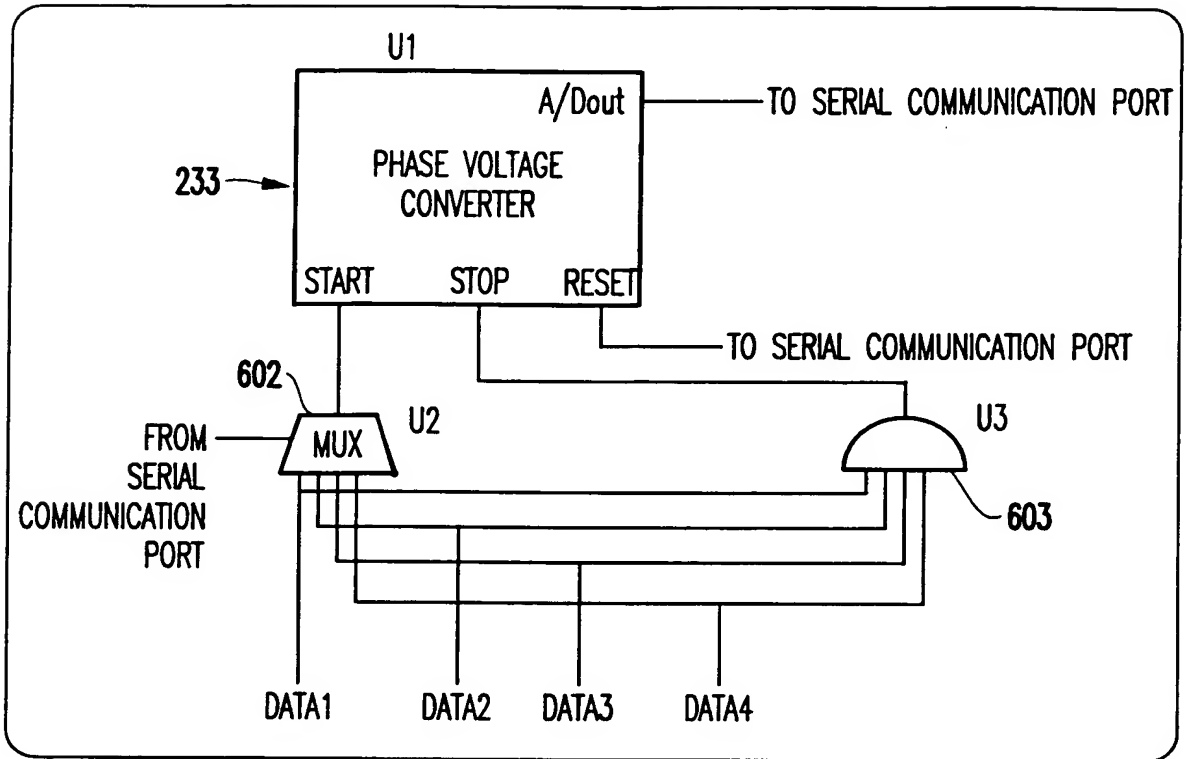 U1
A/Dout
TO SERIAL COMMUNICATION PORT
PHASE VOLTAGE
CONVERTER
233
START
STOP
RESET
TO SERIAL COMMUNICATION PORT
602
U2
U3
FROM
SERIAL
COMMUNICATION
PORT
MUX
603
DATA1
DATA2
DATA3
DATA4